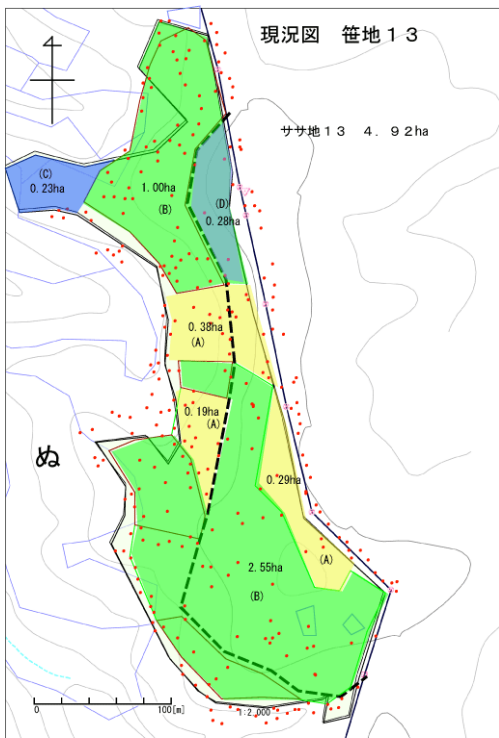 現況図　笹地１３
ササ地１３　４．９２ha
(C)
0.23ha
1.00ha
(B)
(D)
0.28ha
0.38ha
(A)
0.19ha
(A)
ぬ
0.29ha
(A)
2.55ha
(B)
0 100[m]
1:2,000